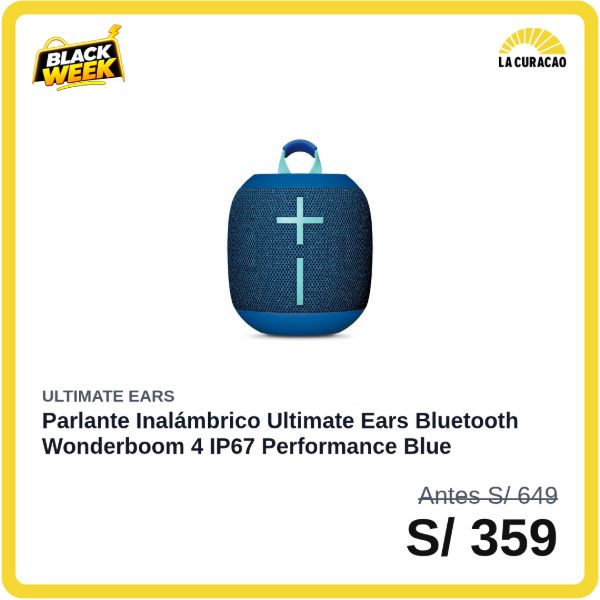 BLACK
WEEK
LA CURACAO
ULTIMATE EARS
Parlante Inalámbrico Ultimate Ears Bluetooth
Wonderboom 4 IP67 Performance Blue
Antes S/ 649
S/ 359